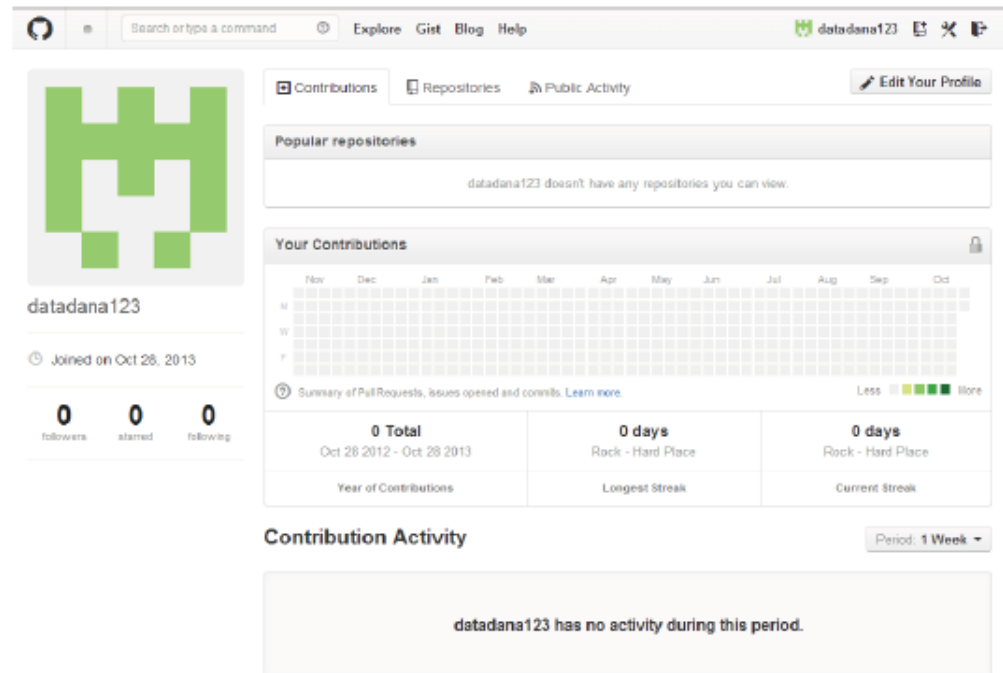 Search or type a command
Explore Gist Blog Help
datadana123
Contributions
Repositories
Public Activity
Edit Your Profile
Popular repositories
datadana123 doesn't have any repositories you can view.
Your Contributions
Nov Dec Jan Feb Mar Apr May Jun Jul Aug Sep Oct
M
W
F
Summary of Pull Requests, issues opened and commits. Learn more.
Less More
0 Total
Oct 28 2012 - Oct 28 2013
Year of Contributions
0 days
Rock - Hard Place
Longest Streak
0 days
Rock - Hard Place
Current Streak
datadana123
Joined on Oct 28, 2013
0 0 0
followers starred following
Contribution Activity
Period: 1 Week
datadana123 has no activity during this period.